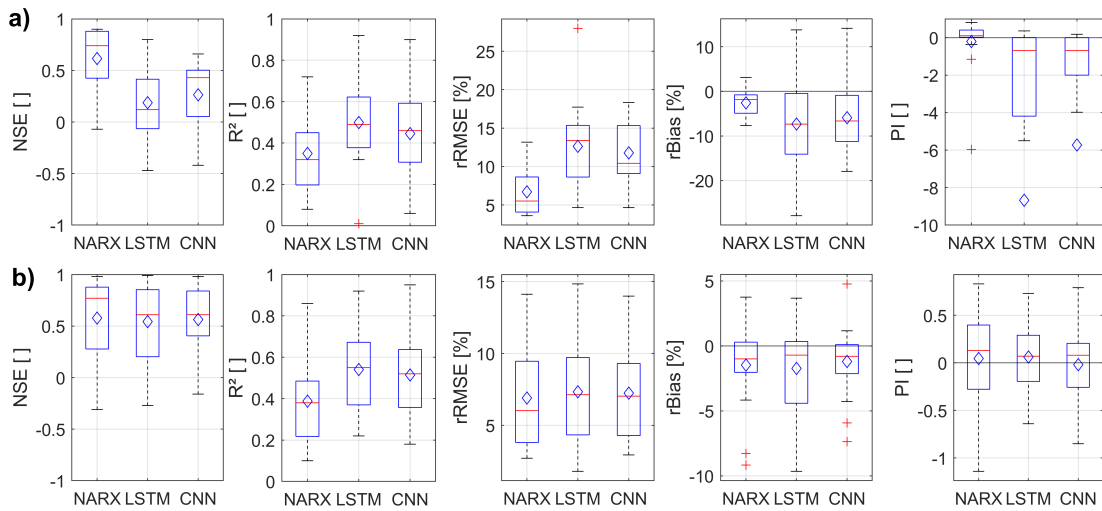 a)
NSE [ ]
1
0.5
0
-0.5
-1
NARX LSTM CNN
R² [ ]
1
0.8
0.6
0.4
0.2
0
NARX LSTM CNN
rRMSE [%]
25
20
15
10
5
NARX LSTM CNN
rBias [%]
10
0
-10
-20
NARX LSTM CNN
PI [ ]
0
-2
-4
-6
-8
-10
NARX LSTM CNN
b)
NSE [ ]
1
0.5
0
-0.5
-1
NARX LSTM CNN
R² [ ]
1
0.8
0.6
0.4
0.2
0
NARX LSTM CNN
rRMSE [%]
15
10
5
NARX LSTM CNN
rBias [%]
5
0
-5
-10
NARX LSTM CNN
PI [ ]
0.5
0
-0.5
-1
NARX LSTM CNN